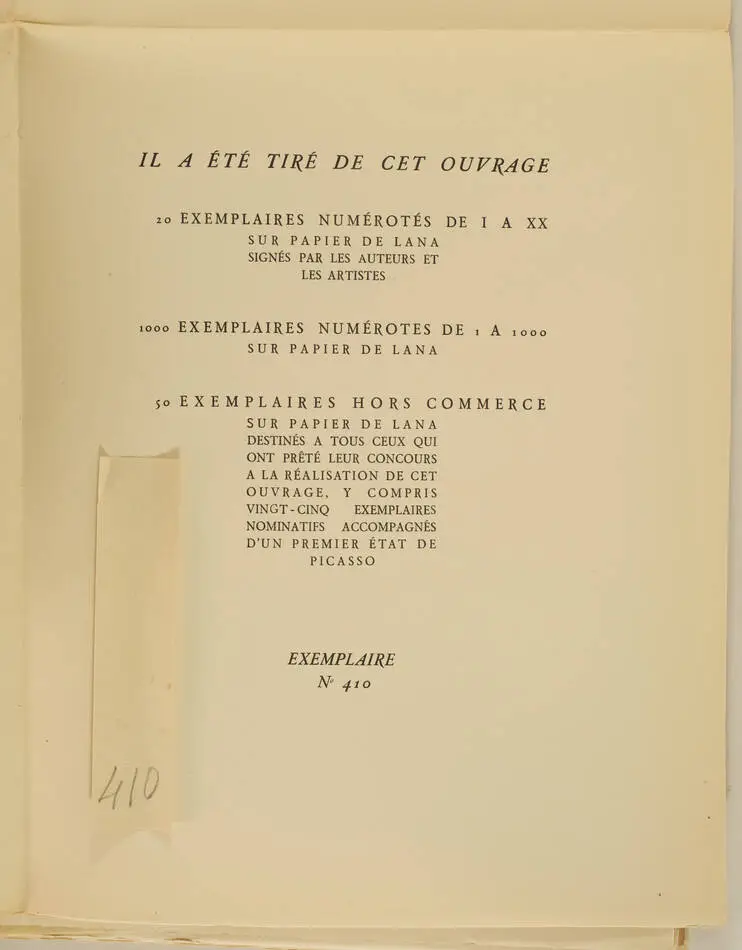 IL A ÉTÉ TIRÉ DE CET OUVRAGE
20 EXEMPLAIRES NUMÉROTÉS DE I A XX
SUR PAPIER DE LANA
SIGNÉS PAR LES AUTEURS ET
LES ARTISTES
1000 EXEMPLAIRES NUMÉROTES DE 1 A 1000
SUR PAPIER DE LANA
50 EXEMPLAIRES HORS COMMERCE
SUR PAPIER DE LANA
DESTINÉS A TOUS CEUX QUI
ONT PRÊTÉ LEUR CONCOURS
A LA RÉALISATION DE CET
OUVRAGE, Y COMPRIS
VINGT-CINQ EXEMPLAIRES
NOMINATIFS ACCOMPAGNÉS
D'UN PREMIER ÉTAT DE
PICASSO
EXEMPLAIRE
N° 410
410